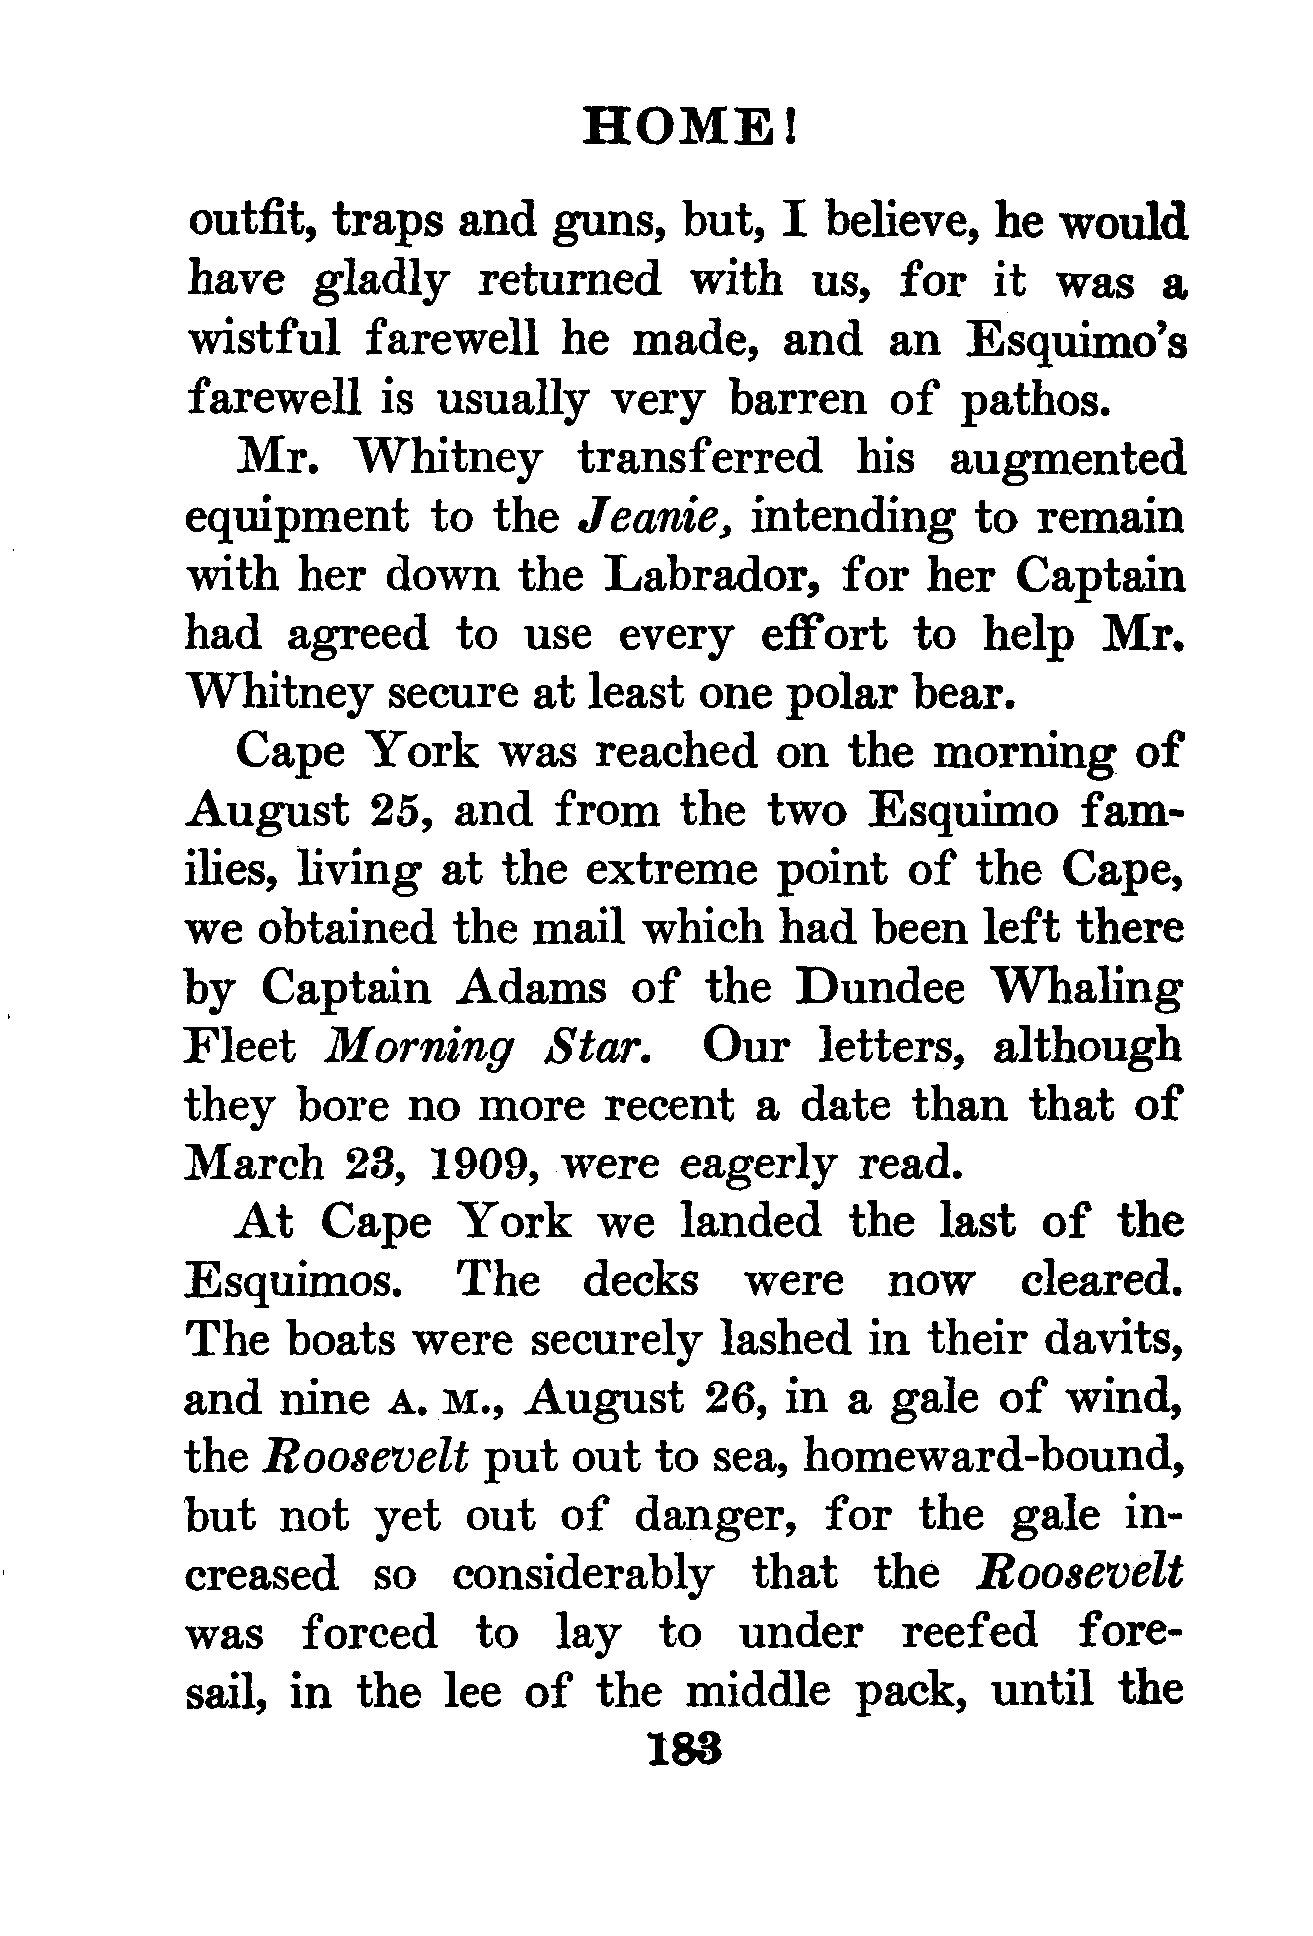 HOME!
outfit, traps and guns, but, I believe, he would
have gladly returned with us, for it was a
wistful farewell he made, and an Esquimo's
farewell is usually very barren of pathos.
Mr. Whitney transferred his augmented
equipment to the Jeanie, intending to remain
with her down the Labrador, for her Captain
had agreed to use every effort to help Mr.
Whitney secure at least one polar bear.
Cape York was reached on the morning of
August 25, and from the two Esquimo fam-
ilies, living at the extreme point of the Cape,
we obtained the mail which had been left there
by Captain Adams of the Dundee Whaling
Fleet Morning Star. Our letters, although
they bore no more recent a date than that of
March 23, 1909, were eagerly read.
At Cape York we landed the last of the
Esquimos. The decks were now cleared.
The boats were securely lashed in their davits,
and nine A. M., August 26, in a gale of wind,
the Roosevelt put out to sea, homeward-bound,
but not yet out of danger, for the gale in-
creased so considerably that the Roosevelt
was forced to lay to under reefed fore-
sail, in the lee of the middle pack, until the
183